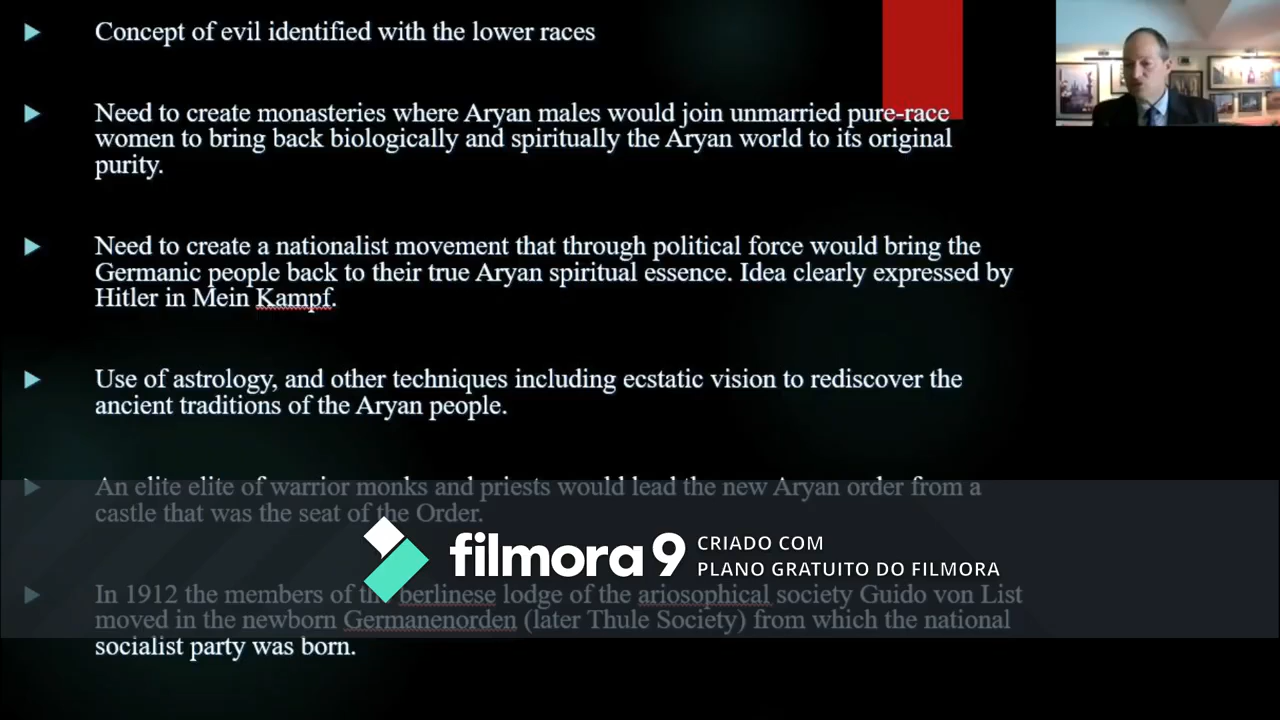 Concept of evil identified with the lower races
Need to create monasteries where Aryan males would join unmarried pure-race
women to bring back biologically and spiritually the Aryan world to its original
purity.
Need to create a nationalist movement that through political force would bring the
Germanic people back to their true Aryan spiritual essence. Idea clearly expressed by
Hitler in Mein Kampf.
Use of astrology, and other techniques including ecstatic vision to rediscover the
ancient traditions of the Aryan people.
An elite elite of warrior monks and priests would lead the new Aryan order from a
castle that was the seat of the Order.
filmora 9 CRIADO COM
PLANO GRATUITO DO FILMORA
In 1912 the members of the berlinese lodge of the ariosophical society Guido von List
moved in the newborn Germanenorden (later Thule Society) from which the national
socialist party was born.